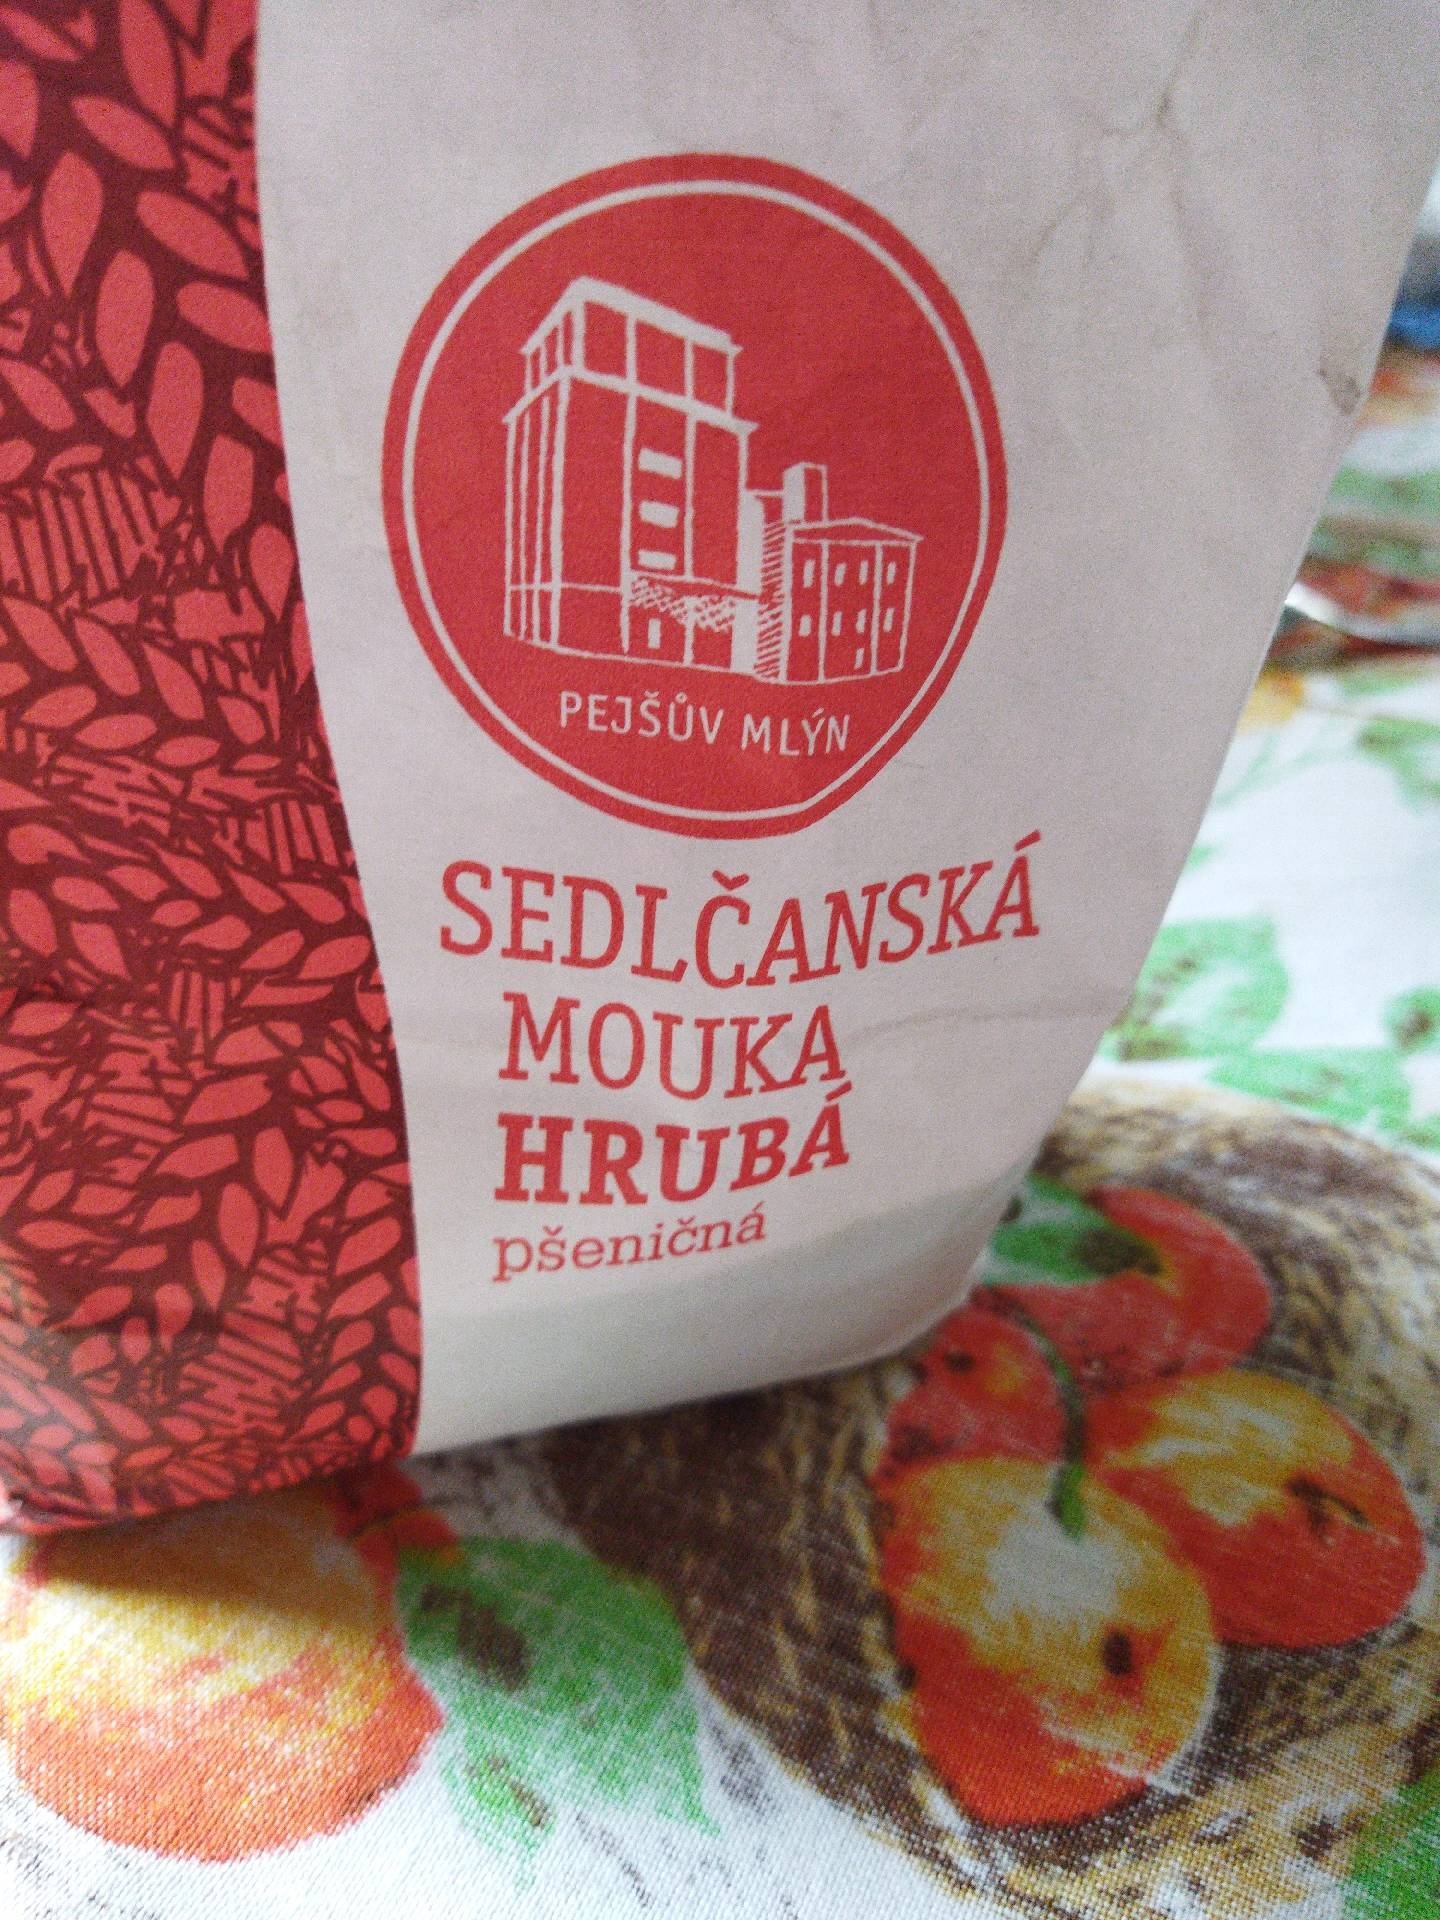 PEJŠŮV MLÝN
SEDLČANSKÁ
MOUKA
HRUBÁ
pšeničná